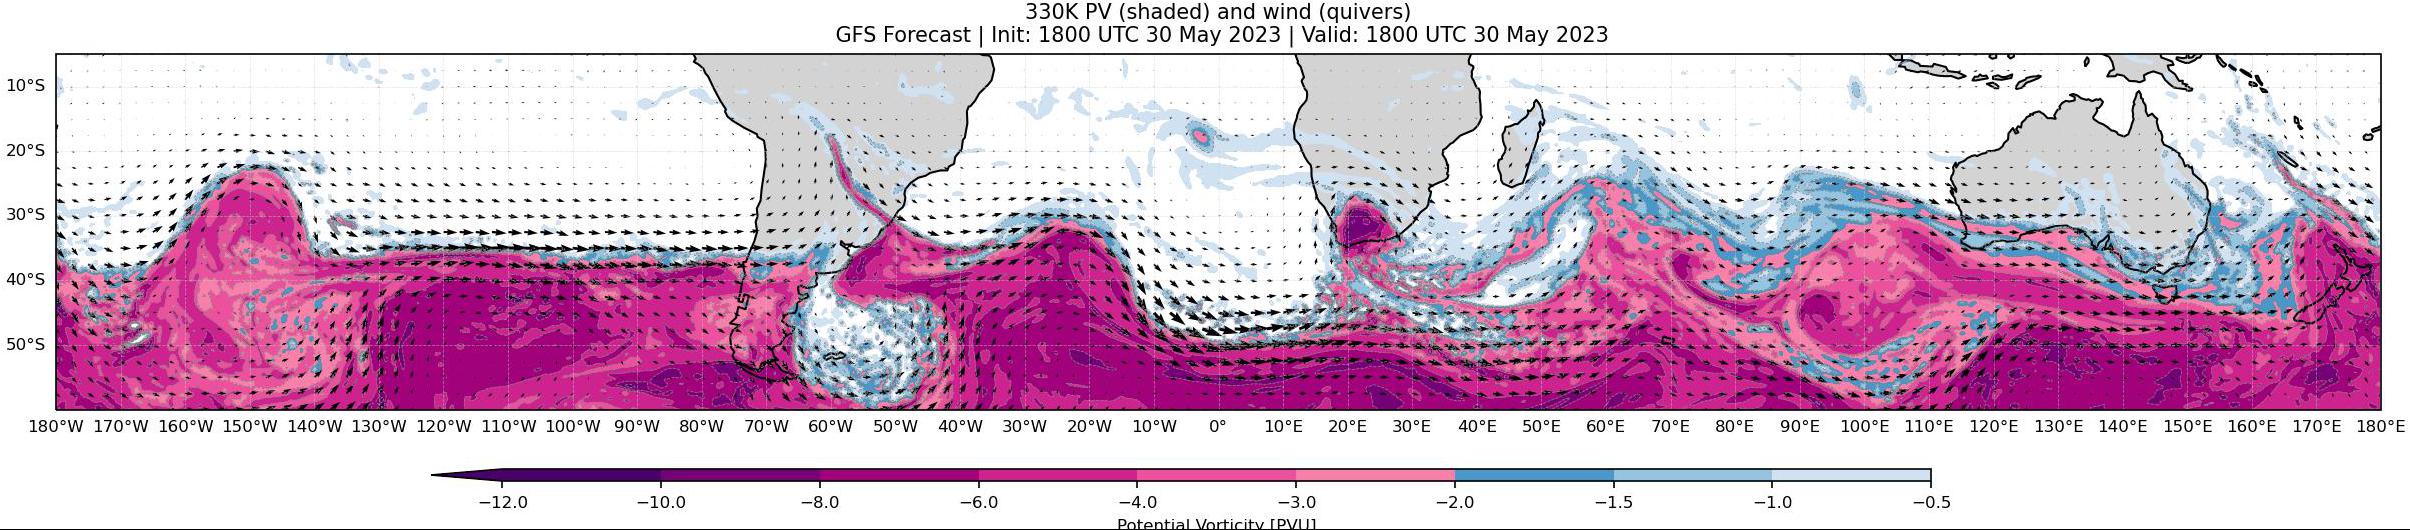 330K PV (shaded) and wind (quivers)
GFS Forecast | Init: 1800 UTC 30 May 2023 | Valid: 1800 UTC 30 May 2023
10°S
20°S
30°S
40°S
50°S
180°W 170°W 160°W 150°W 140°W 130°W 120°W 110°W 100°W 90°W 80°W 70°W 60°W 50°W 40°W 30°W 20°W 10°W 0° 10°E 20°E 30°E 40°E 50°E 60°E 70°E 80°E 90°E 100°E 110°E 120°E 130°E 140°E 150°E 160°E 170°E 180°E
−12.0 −10.0 −8.0 −6.0 −4.0 −3.0 −2.0 −1.5 −1.0 −0.5
Potential Vorticity [PVU]